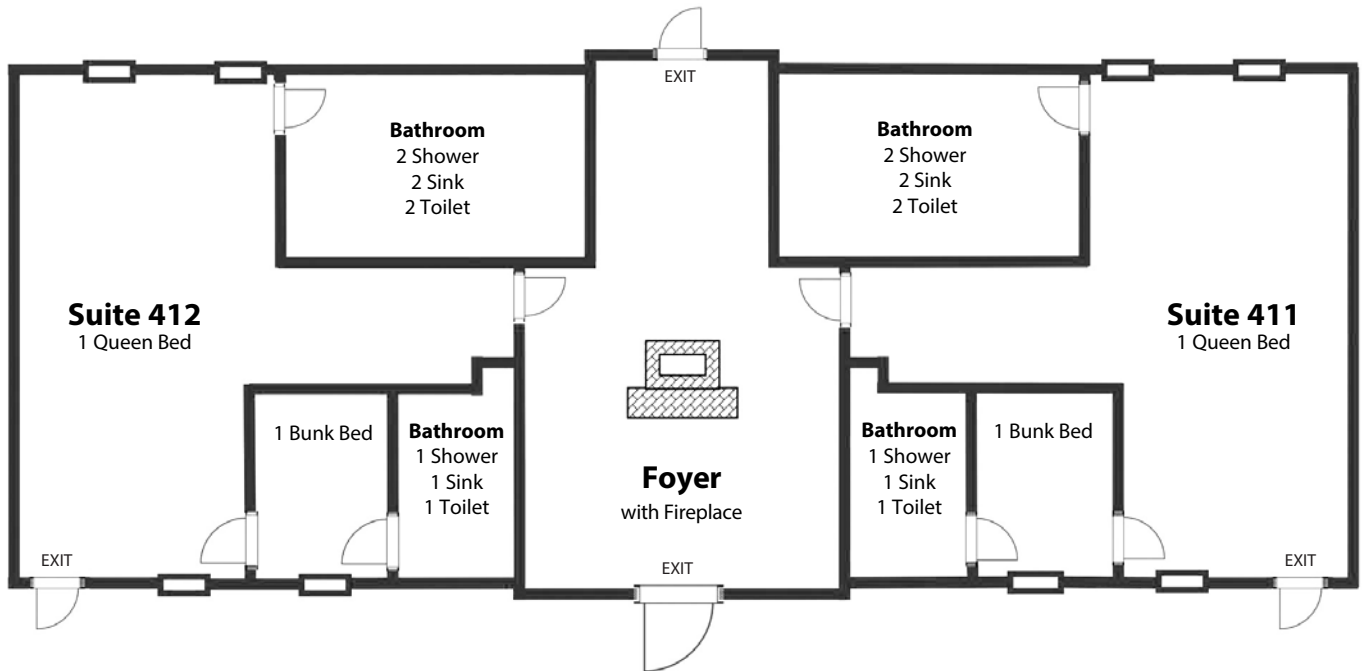 EXIT
Bathroom
2 Shower
2 Sink
2 Toilet
Bathroom
2 Shower
2 Sink
2 Toilet
Suite 412
1 Queen Bed
Suite 411
1 Queen Bed
1 Bunk Bed
Bathroom
1 Shower
1 Sink
1 Toilet
Foyer
with Fireplace
Bathroom
1 Shower
1 Sink
1 Toilet
1 Bunk Bed
EXIT
EXIT
EXIT